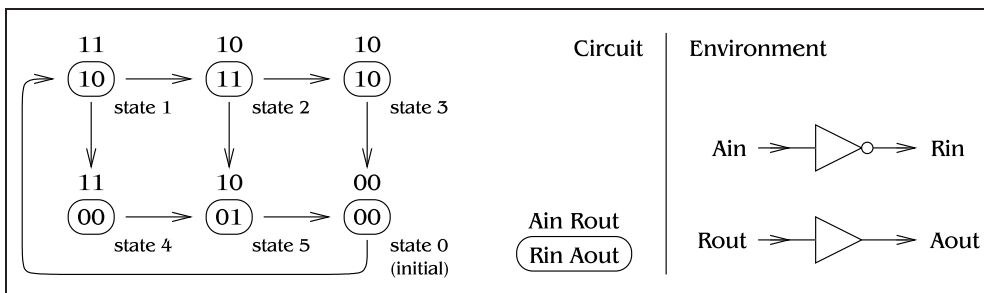 11 10 10
10 11 10
state 1 state 2 state 3
11 10 00
00 01 00
state 4 state 5 state 0
(initial)
Circuit
Ain Rout
Rin Aout
Environment
Ain Rin
Rout Aout